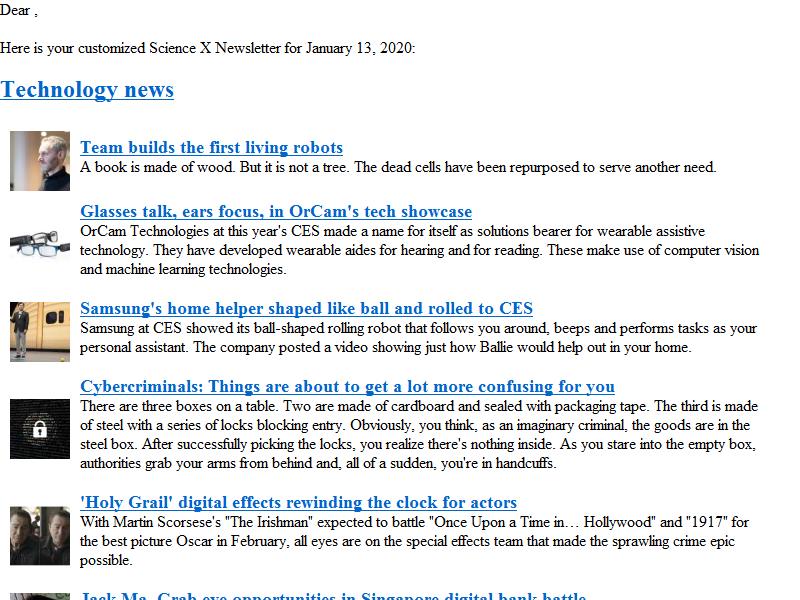 Dear ,
Here is your customized Science X Newsletter for January 13, 2020:
Technology news
Team builds the first living robots
A book is made of wood. But it is not a tree. The dead cells have been repurposed to serve another need.
Glasses talk, ears focus, in OrCam's tech showcase
OrCam Technologies at this year's CES made a name for itself as solutions bearer for wearable assistive
technology. They have developed wearable aides for hearing and for reading. These make use of computer vision
and machine learning technologies.
Samsung's home helper shaped like ball and rolled to CES
Samsung at CES showed its ball-shaped rolling robot that follows you around, beeps and performs tasks as your
personal assistant. The company posted a video showing just how Ballie would help out in your home.
Cybercriminals: Things are about to get a lot more confusing for you
There are three boxes on a table. Two are made of cardboard and sealed with packaging tape. The third is made
of steel with a series of locks blocking entry. Obviously, you think, as an imaginary criminal, the goods are in the
steel box. After successfully picking the locks, you realize there's nothing inside. As you stare into the empty box,
authorities grab your arms from behind and, all of a sudden, you're in handcuffs.
'Holy Grail' digital effects rewinding the clock for actors
With Martin Scorsese's "The Irishman" expected to battle "Once Upon a Time in… Hollywood" and "1917" for
the best picture Oscar in February, all eyes are on the special effects team that made the sprawling crime epic
possible.
Jack Ma, Grab eye opportunities in Singapore digital bank battle